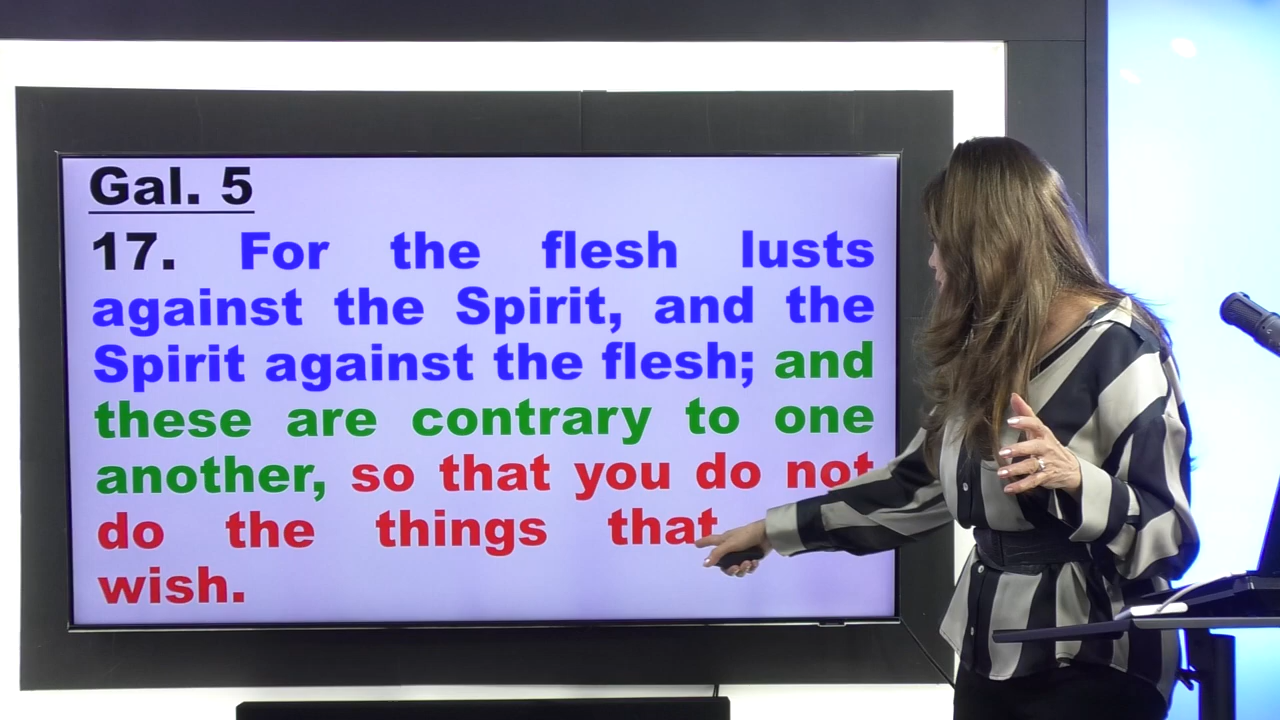 Gal. 5
17. For the flesh lusts
against the Spirit, and the
Spirit against the flesh; and
these are contrary to one
another, so that you do not
do the things that
wish.